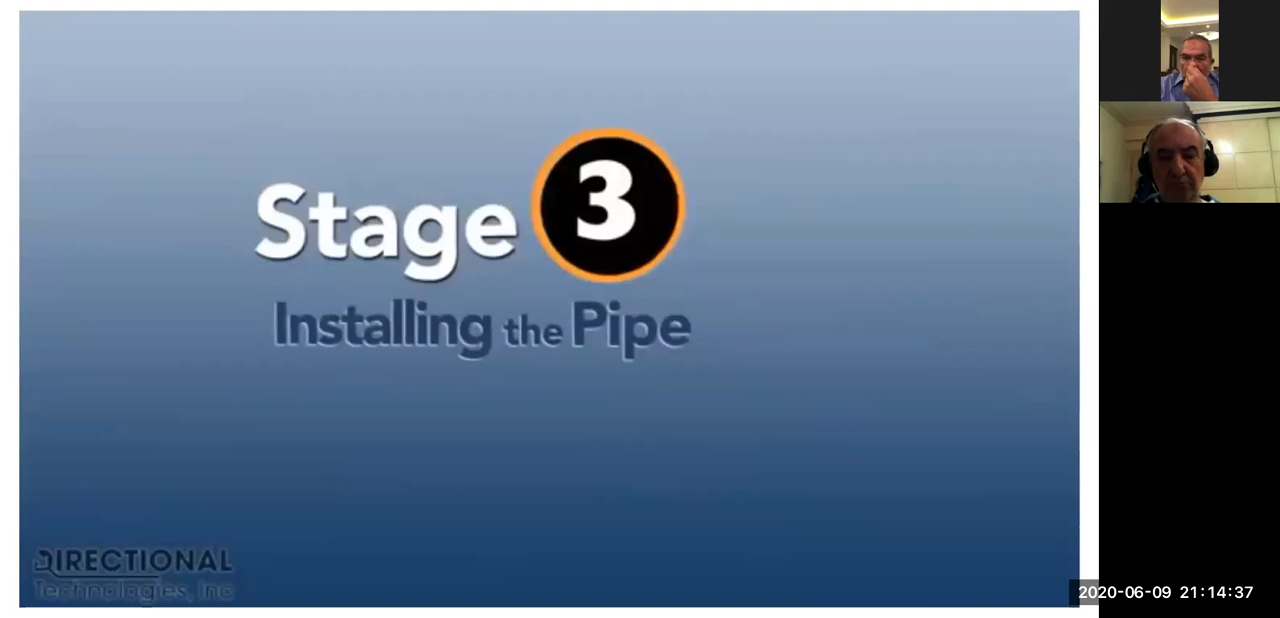 Stage 3
Installing the Pipe
DIRECTIONAL
Technologies, Inc
2020-06-09 21:14:37